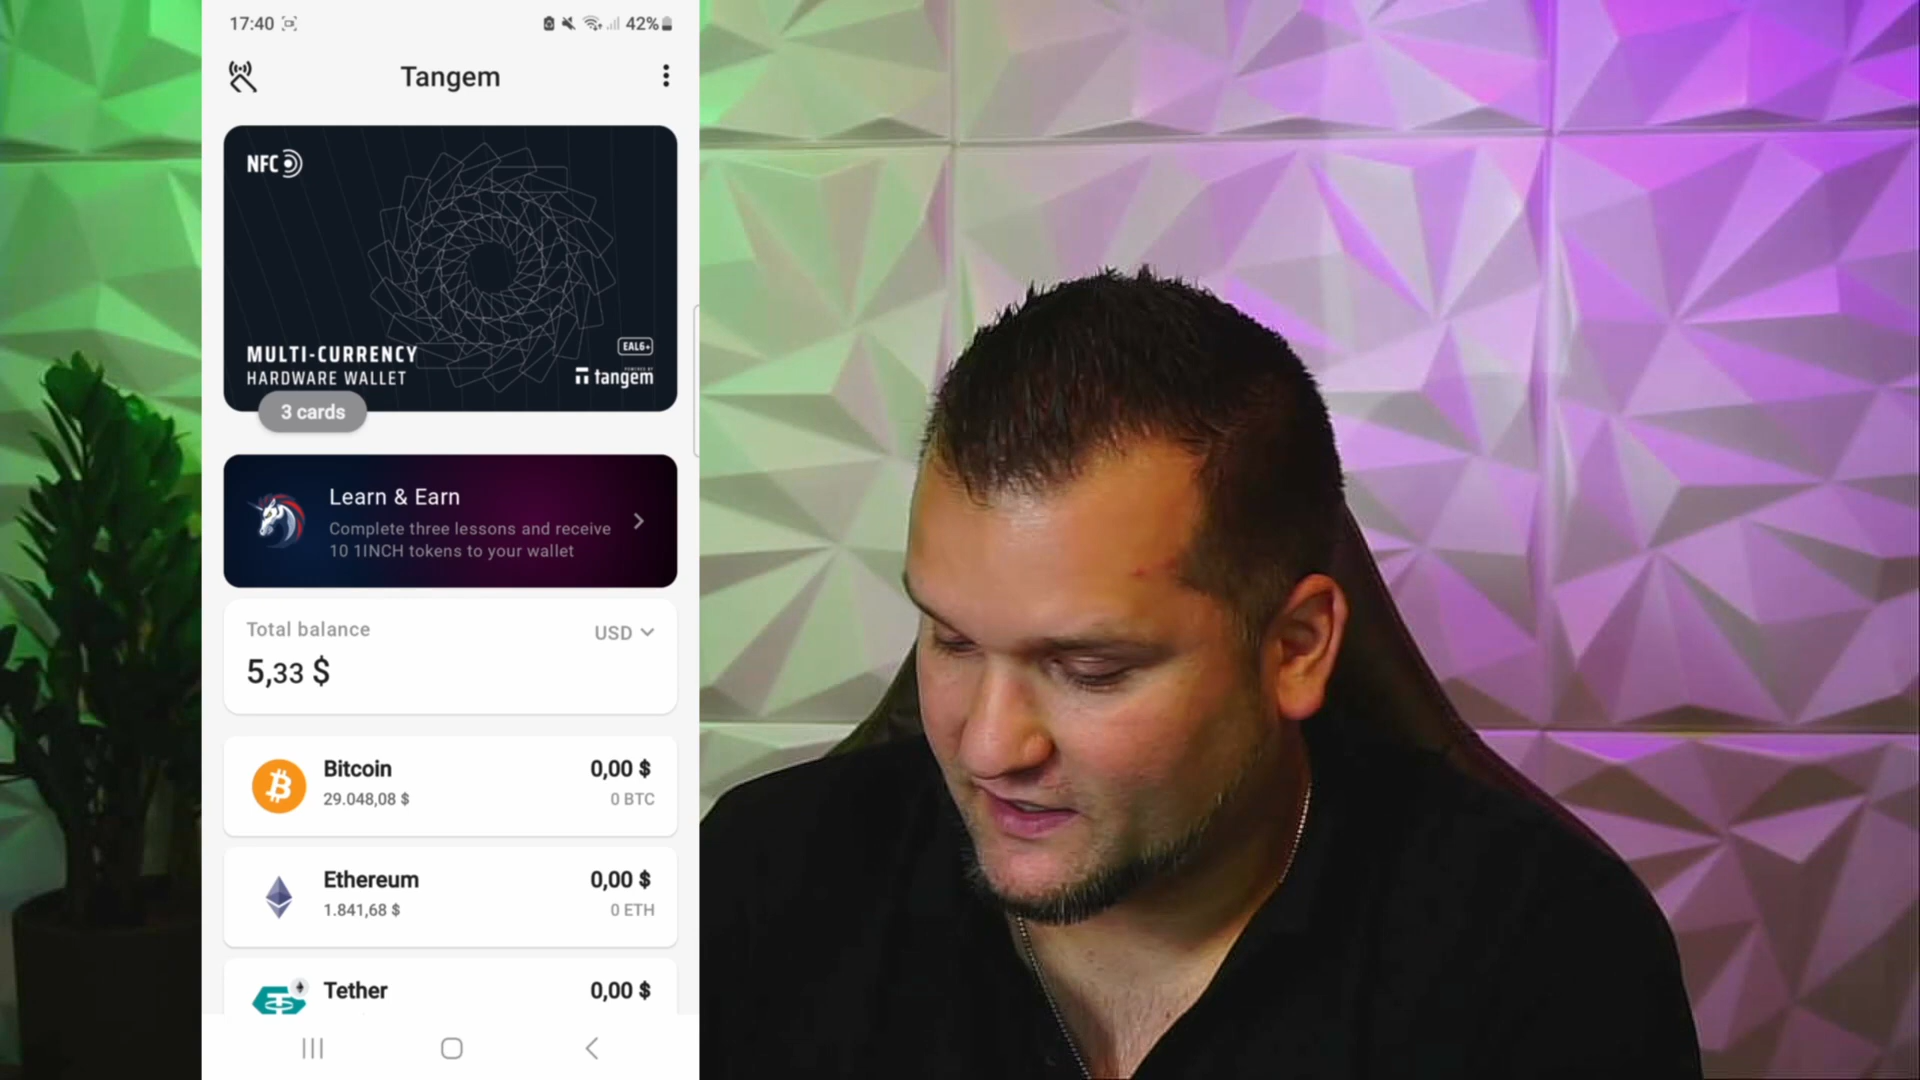 17:40
42%
Tangem
NFC
MULTI-CURRENCY
HARDWARE WALLET
EAL6+
POWERED BY
tangem
3 cards
Learn & Earn
Complete three lessons and receive
10 1INCH tokens to your wallet
Total balance
USD
5,33 $
Bitcoin
0,00 $
29.048,08 $
0 BTC
Ethereum
0,00 $
1.841,68 $
0 ETH
Tether
0,00 $